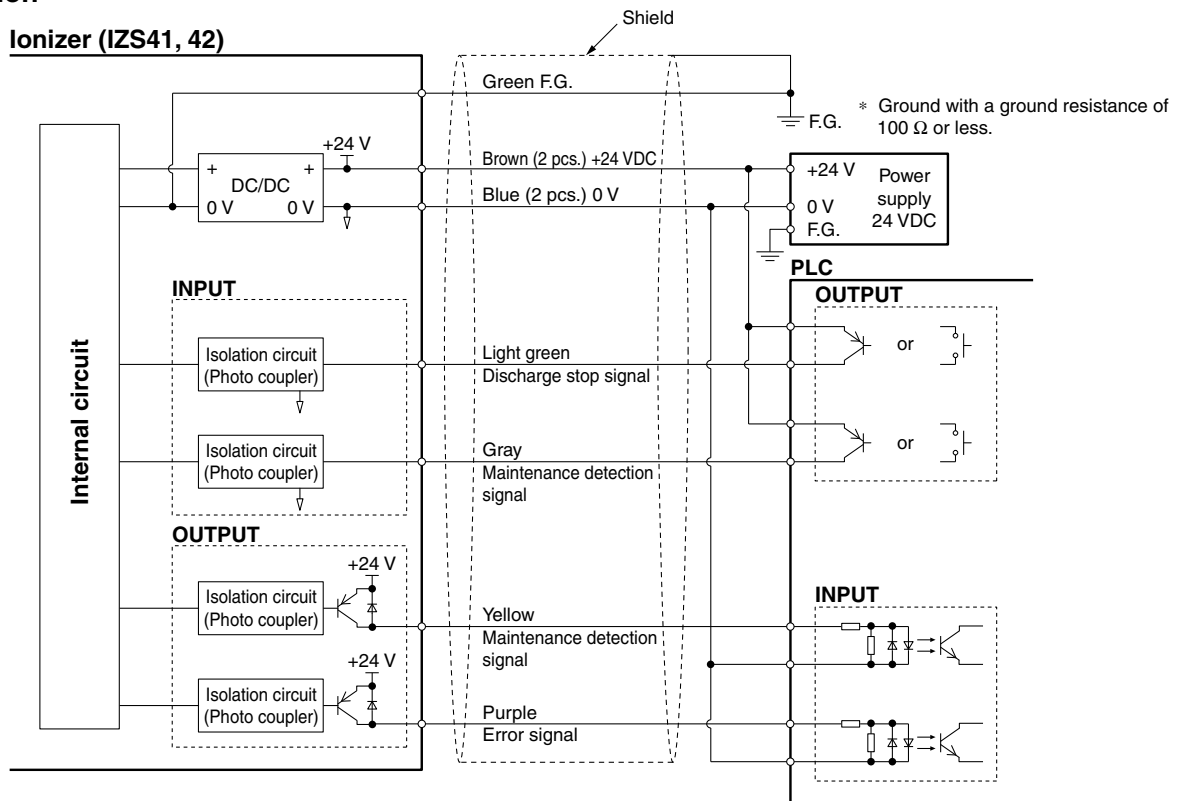 Ionizer (IZS41, 42)
Shield
Green F.G.
F.G.
* Ground with a ground resistance of
100 Ω or less.
+24 V
+ +
DC/DC
0 V 0 V
Brown (2 pcs.) +24 VDC
Blue (2 pcs.) 0 V
+24 V
0 V
F.G.
Power
supply
24 VDC
PLC
OUTPUT
or
or
INPUT
Internal circuit
INPUT
Isolation circuit
(Photo coupler)
Light green
Discharge stop signal
Isolation circuit
(Photo coupler)
Gray
Maintenance detection
signal
OUTPUT
+24 V
Isolation circuit
(Photo coupler)
Yellow
Maintenance detection
signal
+24 V
Isolation circuit
(Photo coupler)
Purple
Error signal